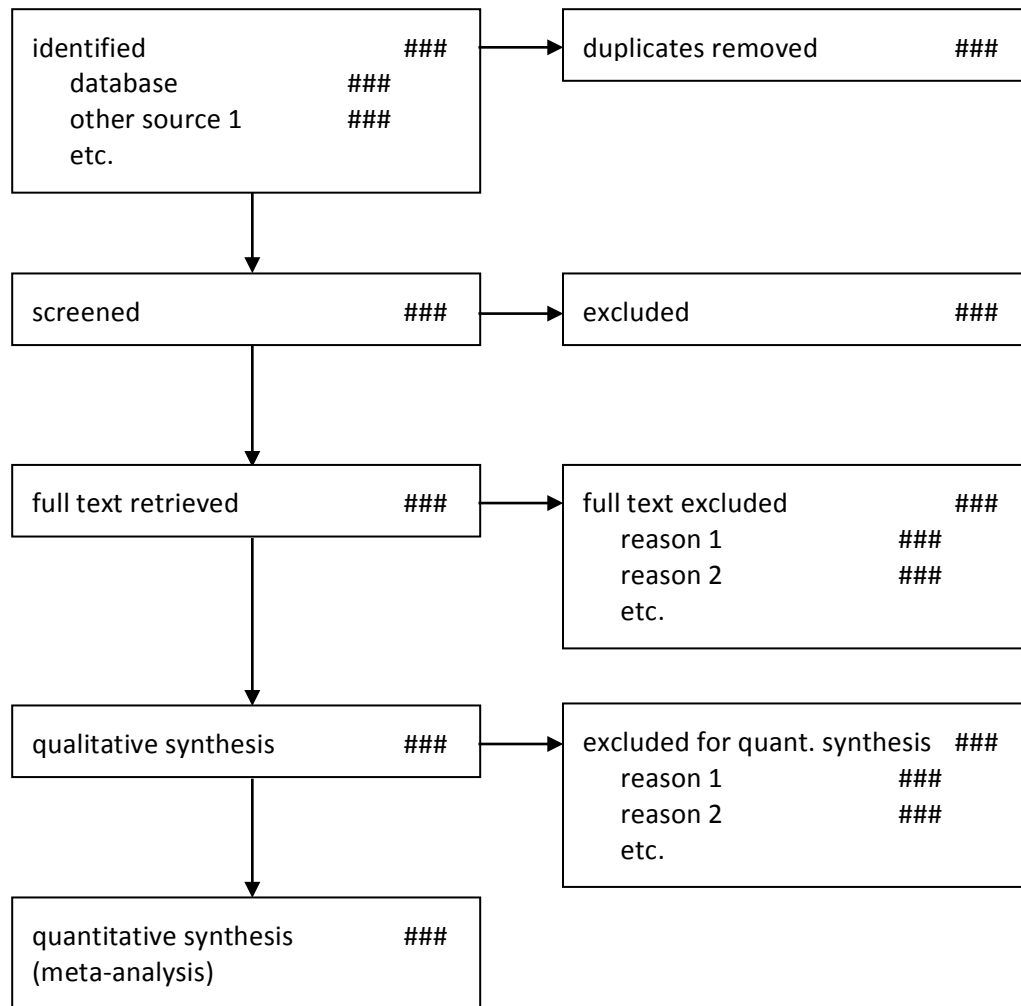 identified ###
database ###
other source 1 ###
etc.
duplicates removed ###
screened ###
excluded ###
full text retrieved ###
full text excluded ###
reason 1 ###
reason 2 ###
etc.
qualitative synthesis ###
excluded for quant. synthesis ###
reason 1 ###
reason 2 ###
etc.
quantitative synthesis ###
(meta-analysis)